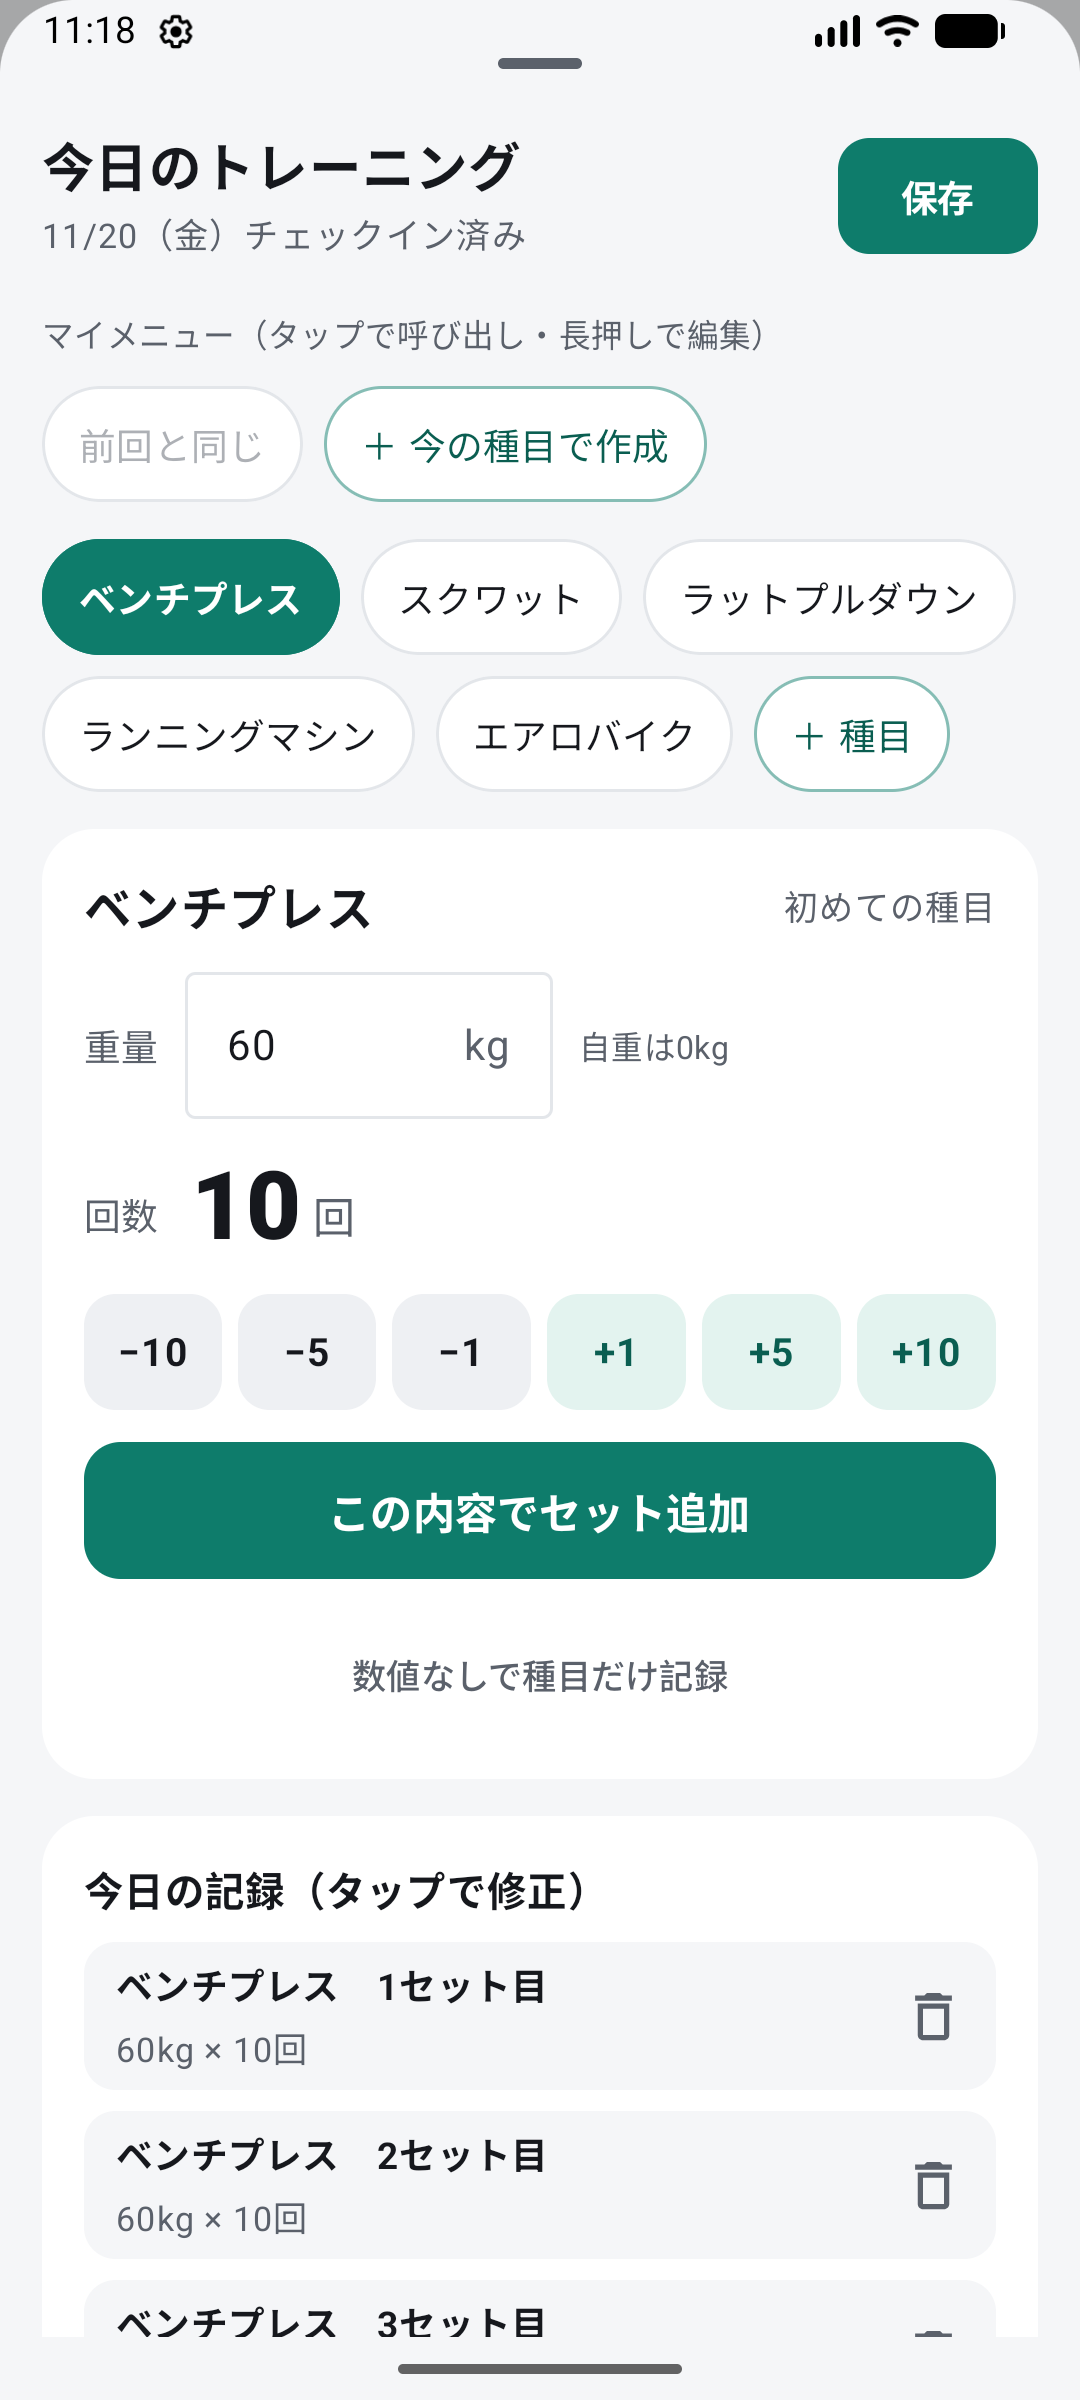 11:18
今日のトレーニング
保存
11/20（金）チェックイン済み
マイメニュー（タップで呼び出し・長押しで編集）
前回と同じ
＋ 今の種目で作成
ベンチプレス
スクワット
ラットプルダウン
ランニングマシン
エアロバイク
＋ 種目
ベンチプレス
初めての種目
重量
60
kg
自重は0kg
回数
10 回
−10
−5
−1
+1
+5
+10
この内容でセット追加
数値なしで種目だけ記録
今日の記録（タップで修正）
ベンチプレス　1セット目
60kg × 10回
ベンチプレス　2セット目
60kg × 10回
ベンチプレス　3セット目